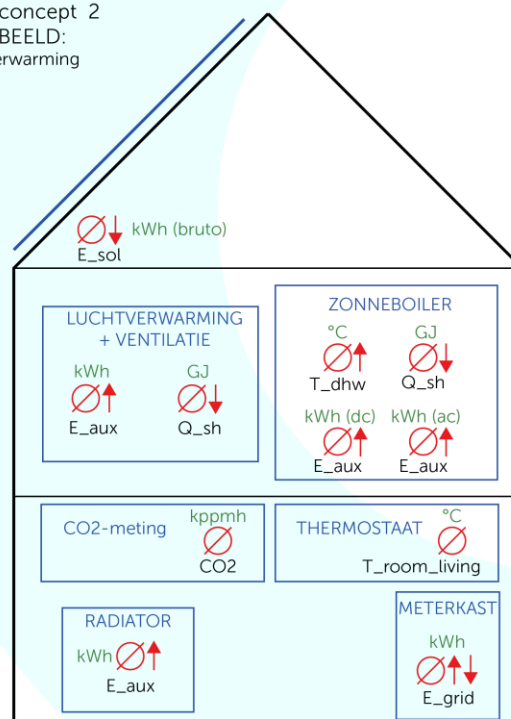 concept 2
BEELD:
erwarming
kWh (bruto)
E_sol
LUCHTVERWARMING
+ VENTILATIE
kWh
E_aux
GJ
Q_sh
ZONNEBOILER
°C
T_dhw
GJ
Q_sh
kWh (dc)
E_aux
kWh (ac)
E_aux
CO2-meting
kppmh
CO2
THERMOSTAAT
°C
T_room_living
RADIATOR
kWh
E_aux
METERKAST
kWh
E_grid